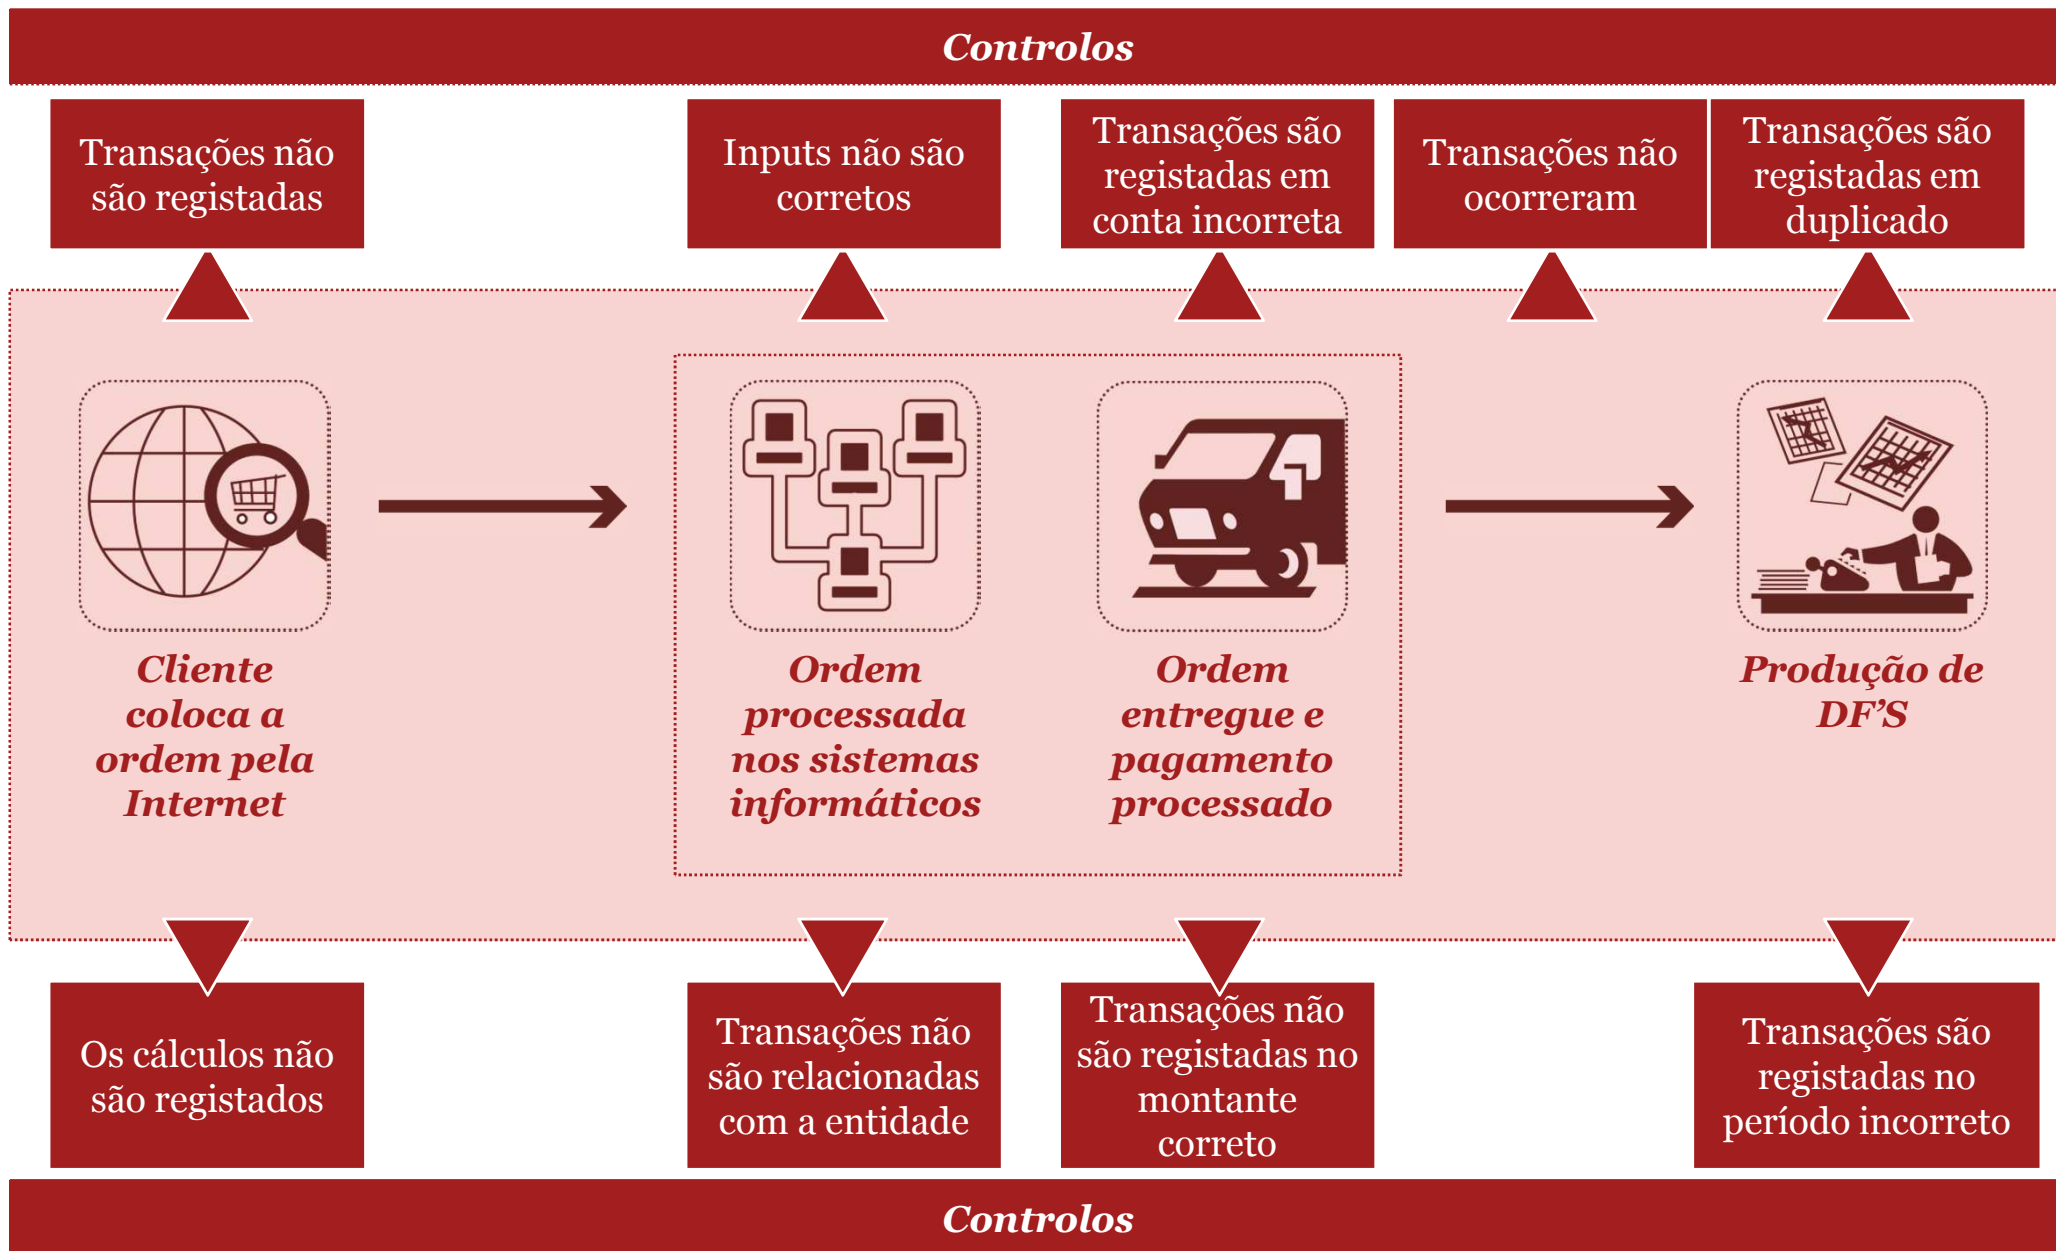 Controlos
Transações não
são registadas
Inputs não são
corretos
Transações são
registadas em
conta incorreta
Transações não
ocorreram
Transações são
registadas em
duplicado
Cliente
coloca a
ordem pela
Internet
Ordem
processada
nos sistemas
informáticos
Ordem
entregue e
pagamento
processado
Produção de
DF’S
Os cálculos não
são registados
Transações não
são relacionadas
com a entidade
Transações não
são registadas no
montante
correto
Transações são
registadas no
período incorreto
Controlos